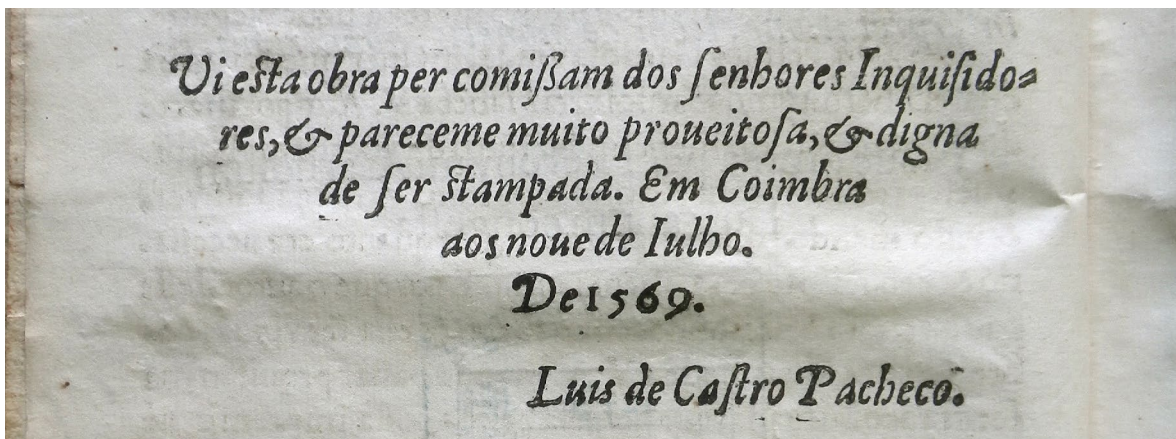 Vi esta obra per comißam dos ſenhores Inquiſido-
res, & pareceme muito proueitoſa, & digna
de ſer stampada. Em Coimbra
aos noue de Iulho.
De 1569.
Luis de Caſtro Pacheco.